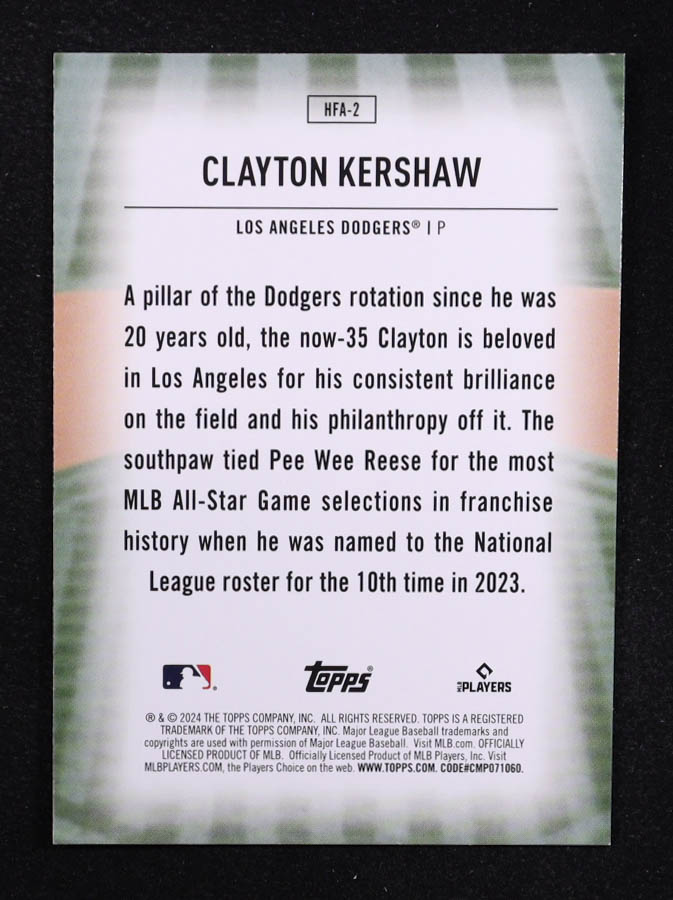 HFA-2
CLAYTON KERSHAW
LOS ANGELES DODGERS® | P
A pillar of the Dodgers rotation since he was
20 years old, the now-35 Clayton is beloved
in Los Angeles for his consistent brilliance
on the field and his philanthropy off it. The
southpaw tied Pee Wee Reese for the most
MLB All-Star Game selections in franchise
history when he was named to the National
League roster for the 10th time in 2023.
Topps®
MLB PLAYERS
® & © 2024 THE TOPPS COMPANY, INC. ALL RIGHTS RESERVED. TOPPS IS A REGISTERED
TRADEMARK OF THE TOPPS COMPANY, INC. Major League Baseball trademarks and
copyrights are used with permission of Major League Baseball. Visit MLB.com. OFFICIALLY
LICENSED PRODUCT OF MLB. Officially Licensed Product of MLB Players, Inc. Visit
MLBPLAYERS.COM, the Players Choice on the web. WWW.TOPPS.COM. CODE#CMP071060.